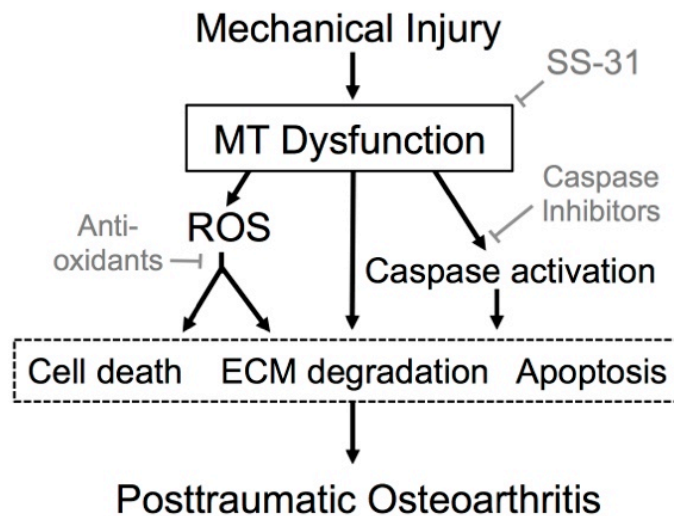 Mechanical Injury
SS-31
MT Dysfunction
Caspase
Inhibitors
Anti-
oxidants
ROS
Caspase activation
Cell death
ECM degradation
Apoptosis
Posttraumatic Osteoarthritis